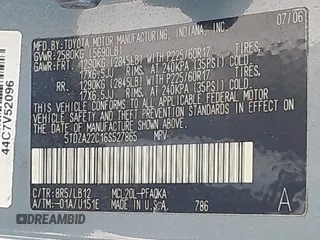 07/06
MFD. BY: TOYOTA MOTOR MANUFACTURING, INDIANA, INC.
GVWR: 2580KG (5690LB)
GAWR: FRT. 1290KG (2845LB) WITH P225/60R17 TIRES,
17X6.5JJ RIMS, AT 240KPA (35PSI) COLD
RR. 1290KG (2845LB) WITH P225/60R17 TIRES,
17X6.5JJ RIMS, AT 240KPA (35PSI) COLD
THIS VEHICLE CONFORMS TO ALL APPLICABLE FEDERAL MOTOR
VEHICLE SAFETY AND THEFT PREVENTION STANDARDS IN EFFECT
ON THE DATE OF MANUFACTURE SHOWN ABOVE.
5TDZA22C16S527865 MPV
C/TR: 8R5/LB12 MCL20L-PFAQKA
A/TM: -01A/U151E
MADE IN U.S.A. 786
A
44C7V52096
DREAMBID